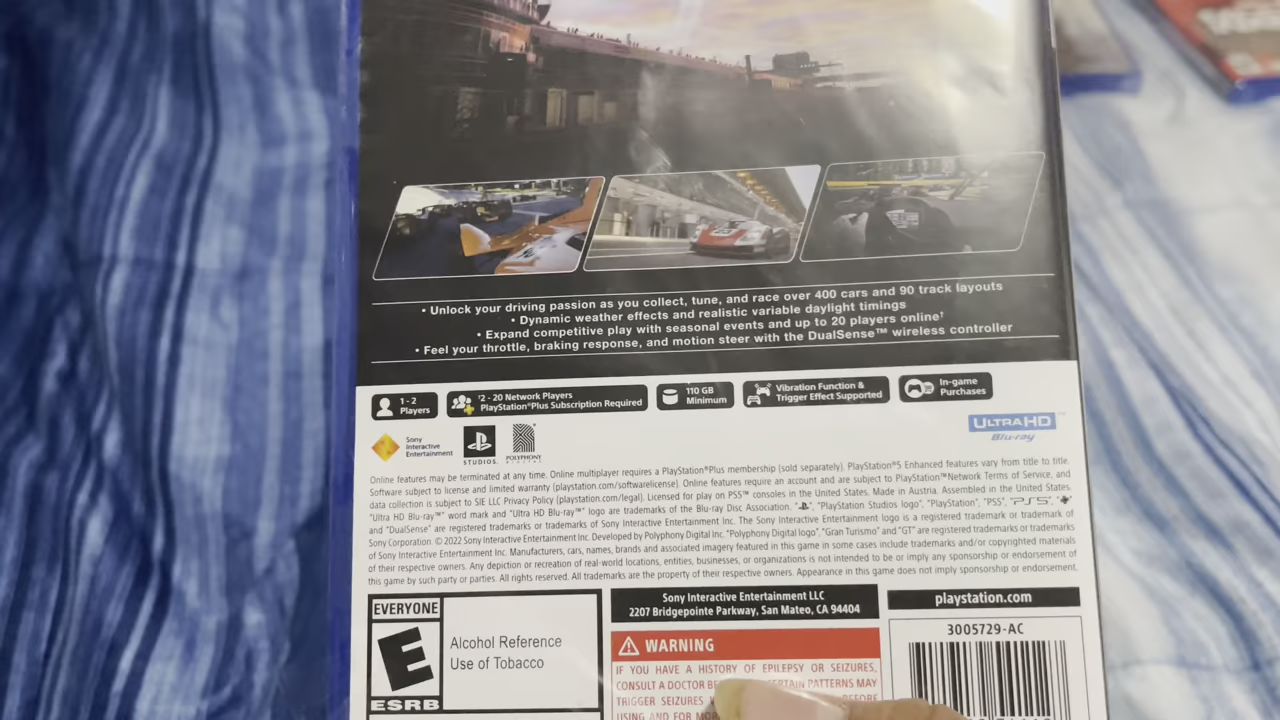 • Unlock your driving passion as you collect, tune, and race over 400 cars and 90 track layouts
• Dynamic weather effects and realistic variable daylight timings
• Expand competitive play with seasonal events and up to 20 players online†
• Feel your throttle, braking response, and motion steer with the DualSense™ wireless controller
1 - 2
Players
†2 - 20 Network Players
PlayStation®Plus Subscription Required
110 GB
Minimum
Vibration Function &
Trigger Effect Supported
In-game
Purchases
Sony
Interactive
Entertainment
STUDIOS
POLYPHONY
DIGITAL
ULTRA HD
Blu-ray™
Online features may be terminated at any time. Online multiplayer requires a PlayStation®Plus membership (sold separately). PlayStation®5 Enhanced features vary from title to title.
Software subject to license and limited warranty (playstation.com/softwarelicense). Online features require an account and are subject to PlayStation™Network Terms of Service, and
data collection is subject to SIE LLC Privacy Policy (playstation.com/legal). Licensed for play on PS5™ consoles in the United States. Made in Austria. Assembled in the United States.
"Ultra HD Blu-ray™" word mark and "Ultra HD Blu-ray™" logo are trademarks of the Blu-ray Disc Association. " ", "PlayStation Studios logo", "PlayStation", "PS5", "PS5", "
and "DualSense" are registered trademarks or trademarks of Sony Interactive Entertainment Inc. The Sony Interactive Entertainment logo is a registered trademark or trademark of
Sony Corporation. © 2022 Sony Interactive Entertainment Inc. Developed by Polyphony Digital Inc. "Polyphony Digital logo", "Gran Turismo" and "GT" are registered trademarks or trademarks
of Sony Interactive Entertainment Inc. Manufacturers, cars, names, brands and associated imagery featured in this game in some cases include trademarks and/or copyrighted materials
of their respective owners. Any depiction or recreation of real-world locations, entities, businesses, or organizations is not intended to be or imply any sponsorship or endorsement of
this game by such party or parties. All rights reserved. All trademarks are the property of their respective owners. Appearance in this game does not imply sponsorship or endorsement.
EVERYONE
E
ESRB
Alcohol Reference
Use of Tobacco
Sony Interactive Entertainment LLC
2207 Bridgepointe Parkway, San Mateo, CA 94404
WARNING
IF YOU HAVE A HISTORY OF EPILEPSY OR SEIZURES,
CONSULT A DOCTOR PATTERNS MAY
TRIGGER SEIZURES
USING AND FOR
playstation.com
3005729-AC